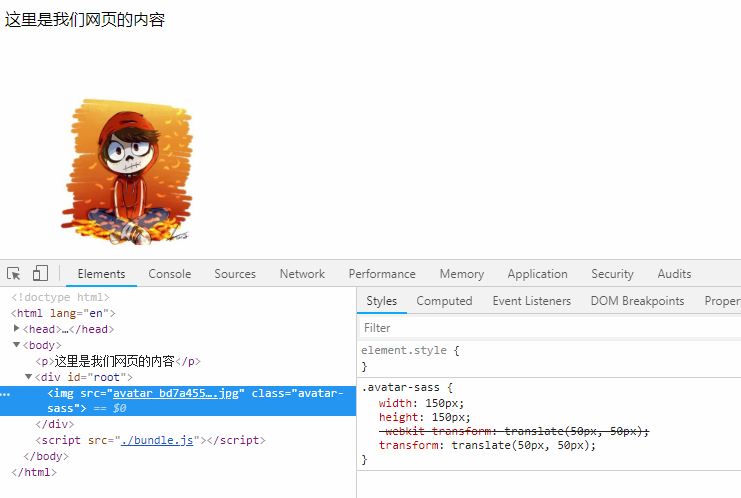 这里是我们网页的内容
Elements Console Sources Network Performance Memory Application Security Audits
<!doctype html>
<html lang="en">
<head>…</head>
<body>
<p>这里是我们网页的内容</p>
<div id="root">
<img src="avatar_bd7a455….jpg" class="avatar-
sass"> == $0
</div>
<script src="./bundle.js"></script>
</body>
</html>
Styles Computed Event Listeners DOM Breakpoints Proper
Filter
element.style {
}
.avatar-sass {
width: 150px;
height: 150px;
-webkit-transform: translate(50px, 50px);
transform: translate(50px, 50px);
}